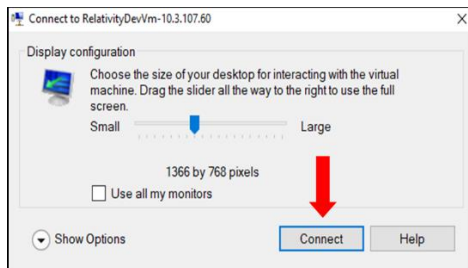 Connect to RelativityDevVm-10.3.107.60
Display configuration
Choose the size of your desktop for interacting with the virtual
machine. Drag the slider all the way to the right to use the full
screen.
Small Large
1366 by 768 pixels
Use all my monitors
Show Options Connect Help